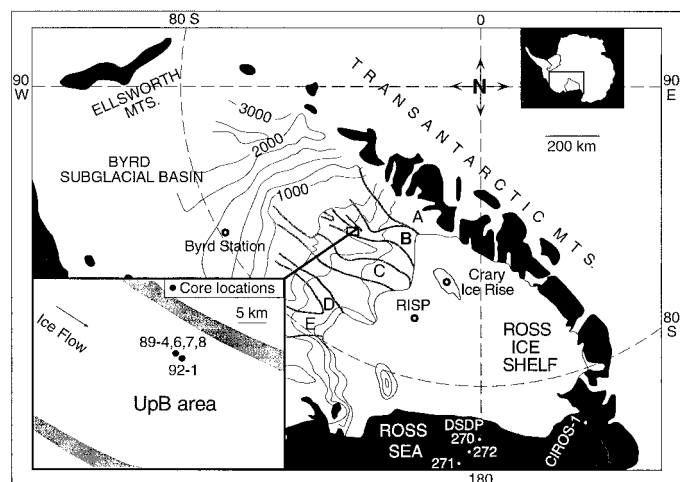 80 S
0
90
W
90
E
ELLSWORTH
MTS.
N
TRANSANTARCTIC MTS.
200 km
3000
2000
1000
BYRD
SUBGLACIAL BASIN
Byrd Station
A
B
C
D
E
Crary
Ice Rise
RISP
ROSS
ICE
SHELF
80
S
Core locations
5 km
Ice Flow
89-4,6,7,8
92-1
UpB area
ROSS
SEA
DSDP
270
272
271
CIROS-1
180